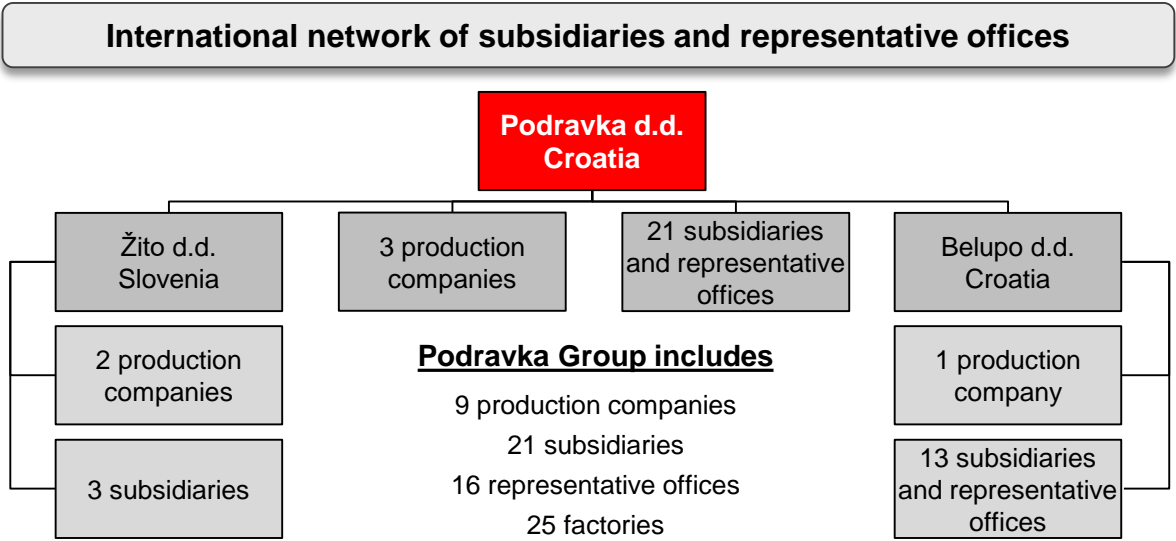 International network of subsidiaries and representative offices
Podravka d.d.
Croatia
Žito d.d.
Slovenia
3 production
companies
21 subsidiaries
and representative
offices
Belupo d.d.
Croatia
2 production
companies
3 subsidiaries
Podravka Group includes
9 production companies
21 subsidiaries
16 representative offices
25 factories
1 production
company
13 subsidiaries
and representative
offices